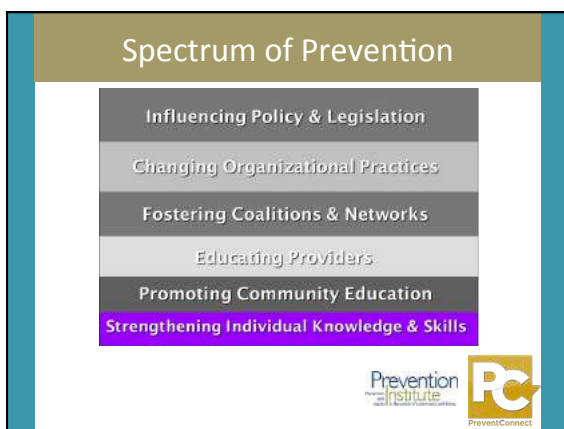 Spectrum of Prevention
Influencing Policy & Legislation
Changing Organizational Practices
Fostering Coalitions & Networks
Educating Providers
Promoting Community Education
Strengthening Individual Knowledge & Skills
Prevention
Institute
PC
PreventConnect